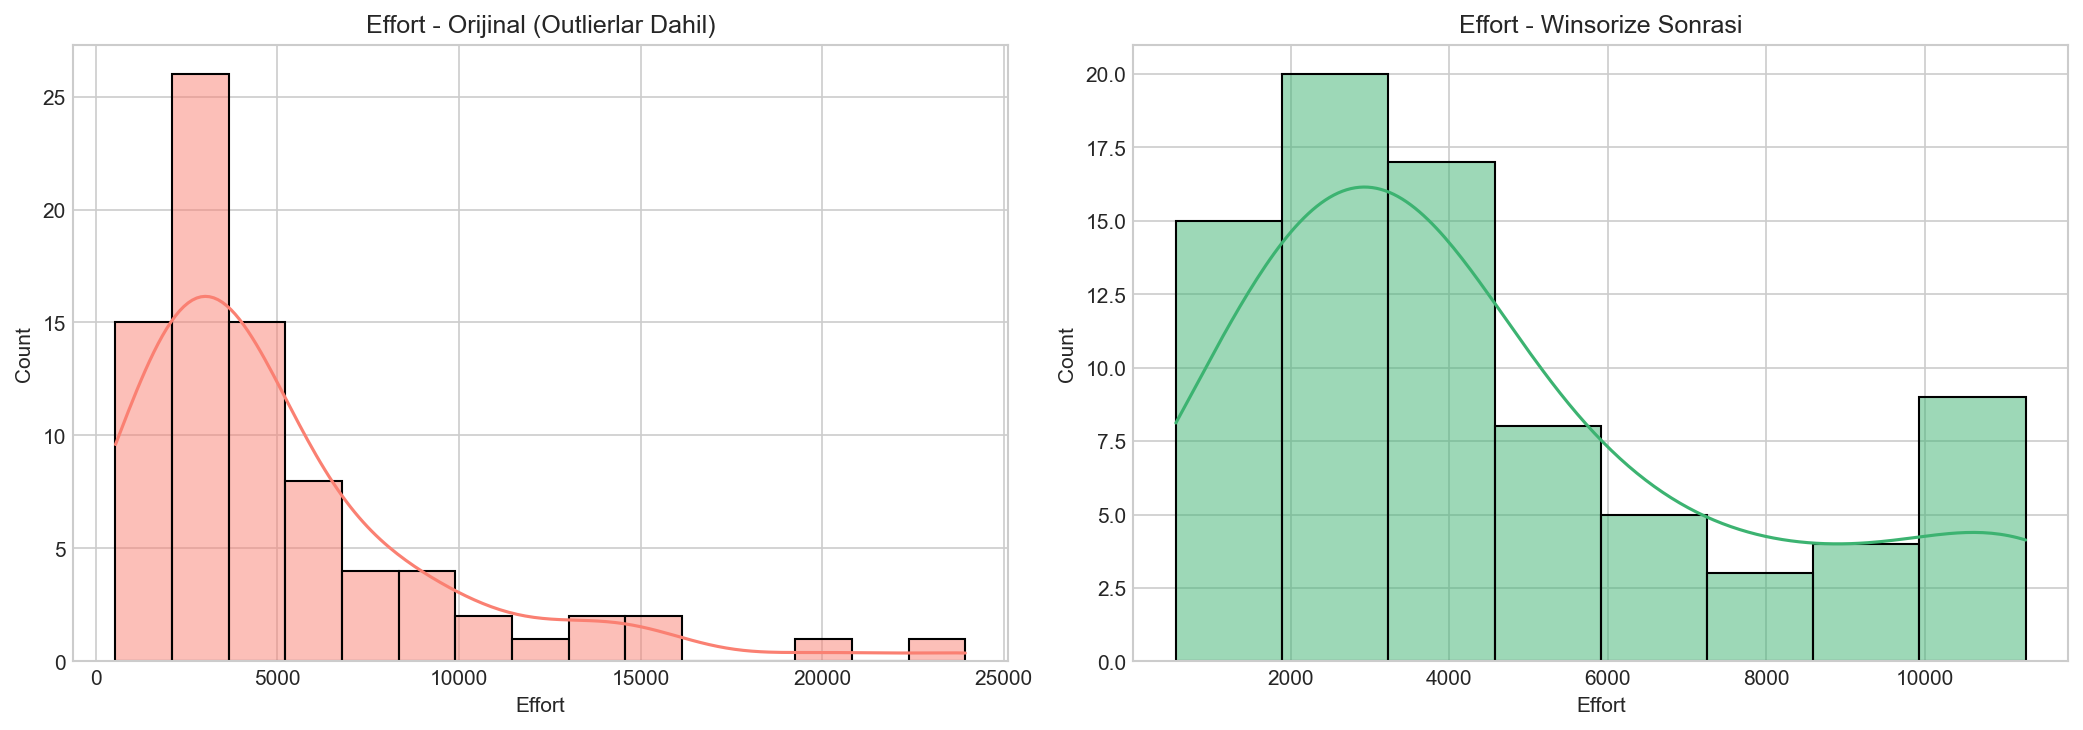 Effort - Orijinal (Outlierlar Dahil)
25
20
15
10
5
0
Count
0 5000 10000 15000 20000 25000
Effort
Effort - Winsorize Sonrasi
20.0
17.5
15.0
12.5
10.0
7.5
5.0
2.5
0.0
Count
2000 4000 6000 8000 10000
Effort